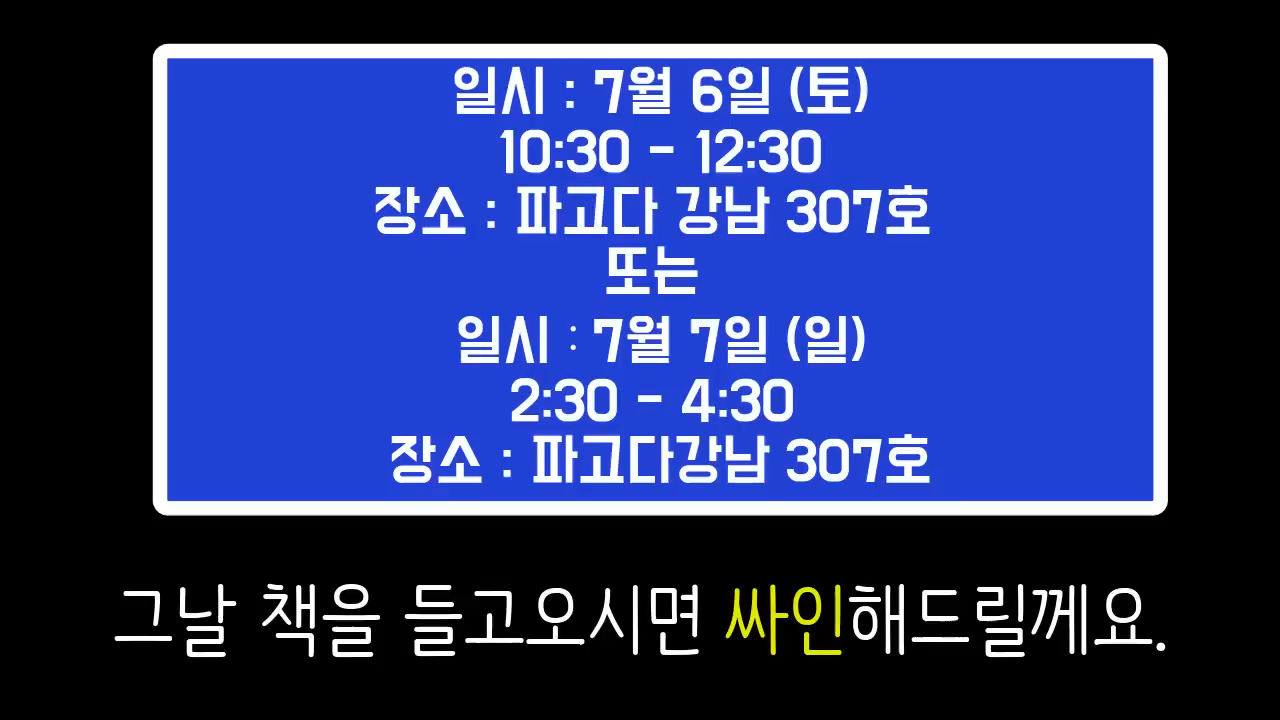 일시 : 7월 6일 (토)
10:30 - 12:30
장소 : 파고다 강남 307호
또는
일시 : 7월 7일 (일)
2:30 - 4:30
장소 : 파고다강남 307호
그날 책을 들고오시면 싸인해드릴께요.